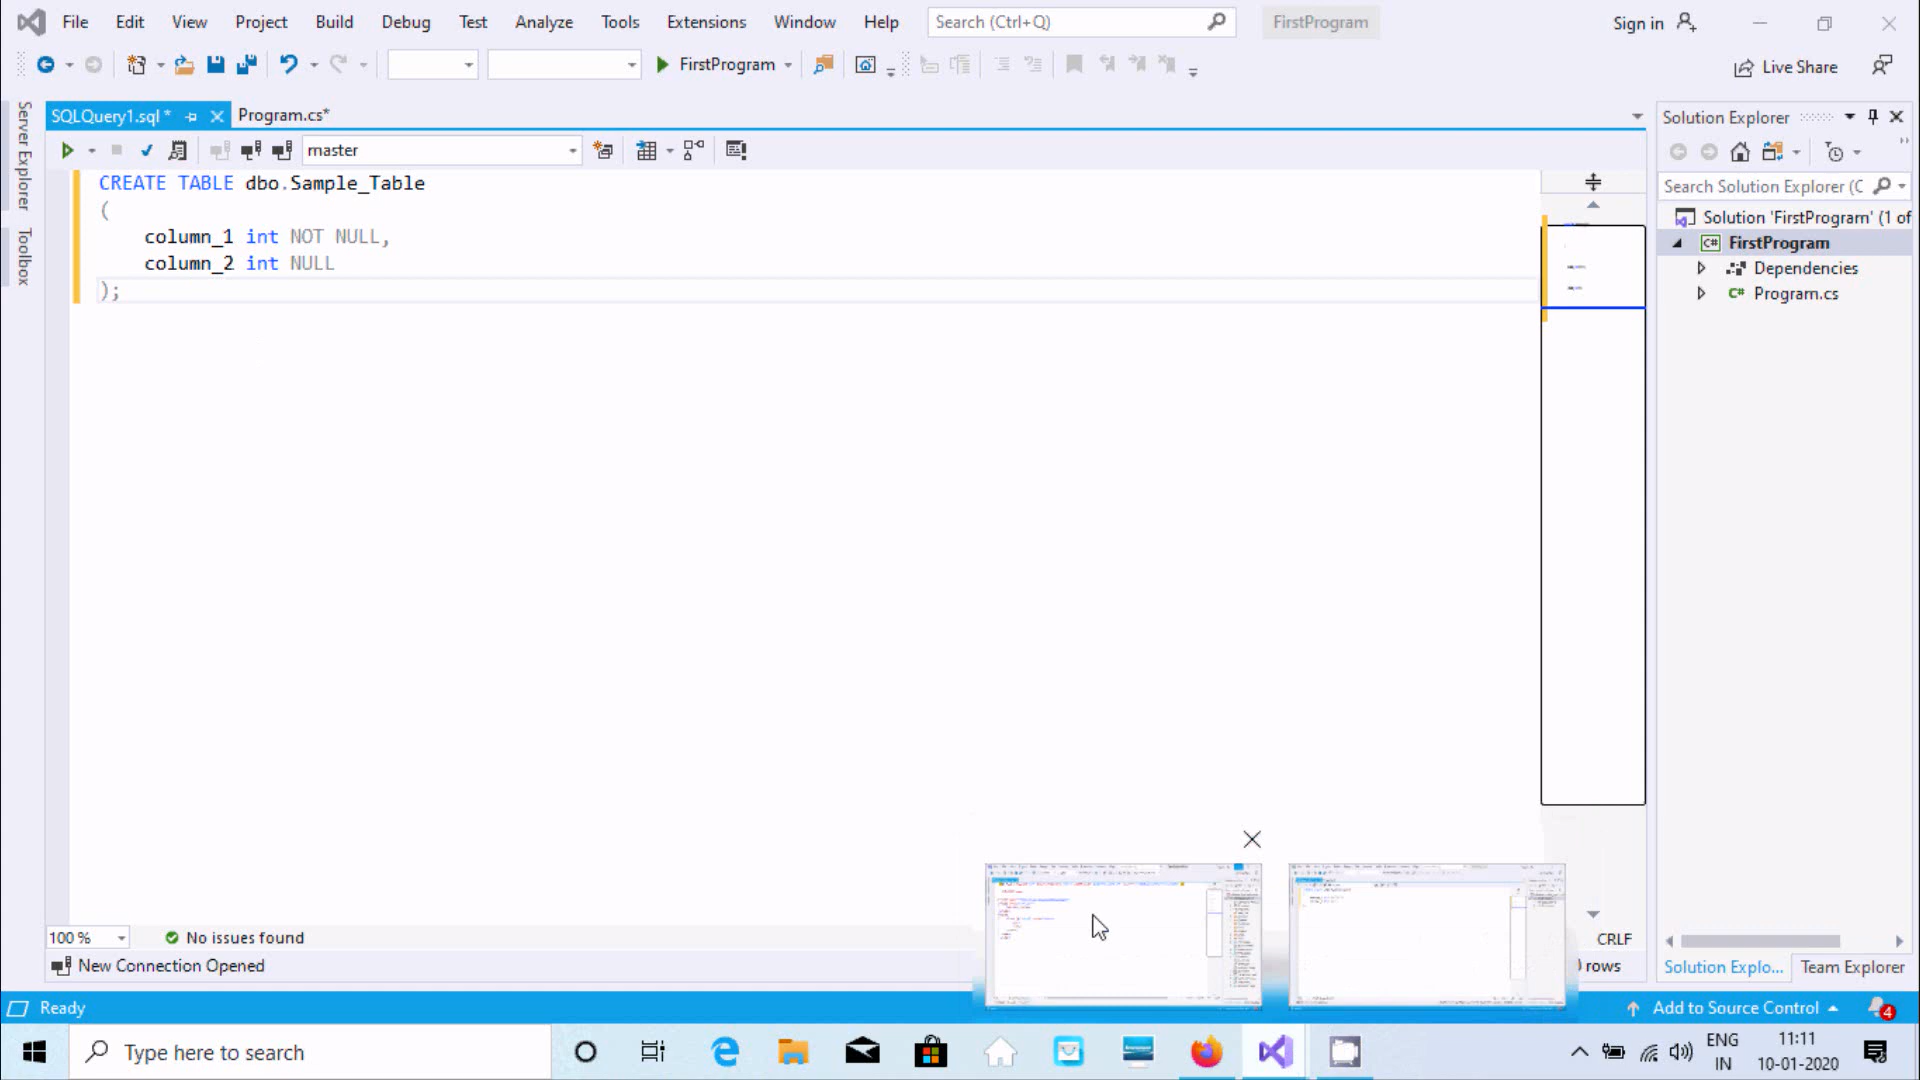 File Edit View Project Build Debug Test Analyze Tools Extensions Window Help Search (Ctrl+Q) FirstProgram Sign in
FirstProgram Live Share
Server Explorer
Toolbox
SQLQuery1.sql* Program.cs*
master
CREATE TABLE dbo.Sample_Table
(
column_1 int NOT NULL,
column_2 int NULL
);
Solution Explorer
Search Solution Explorer (C
Solution 'FirstProgram' (1 of
C# FirstProgram
Dependencies
C# Program.cs
100 % No issues found CRLF
New Connection Opened rows
Solution Explo... Team Explorer
Ready Add to Source Control 4
Type here to search
ENG
IN
11:11
10-01-2020